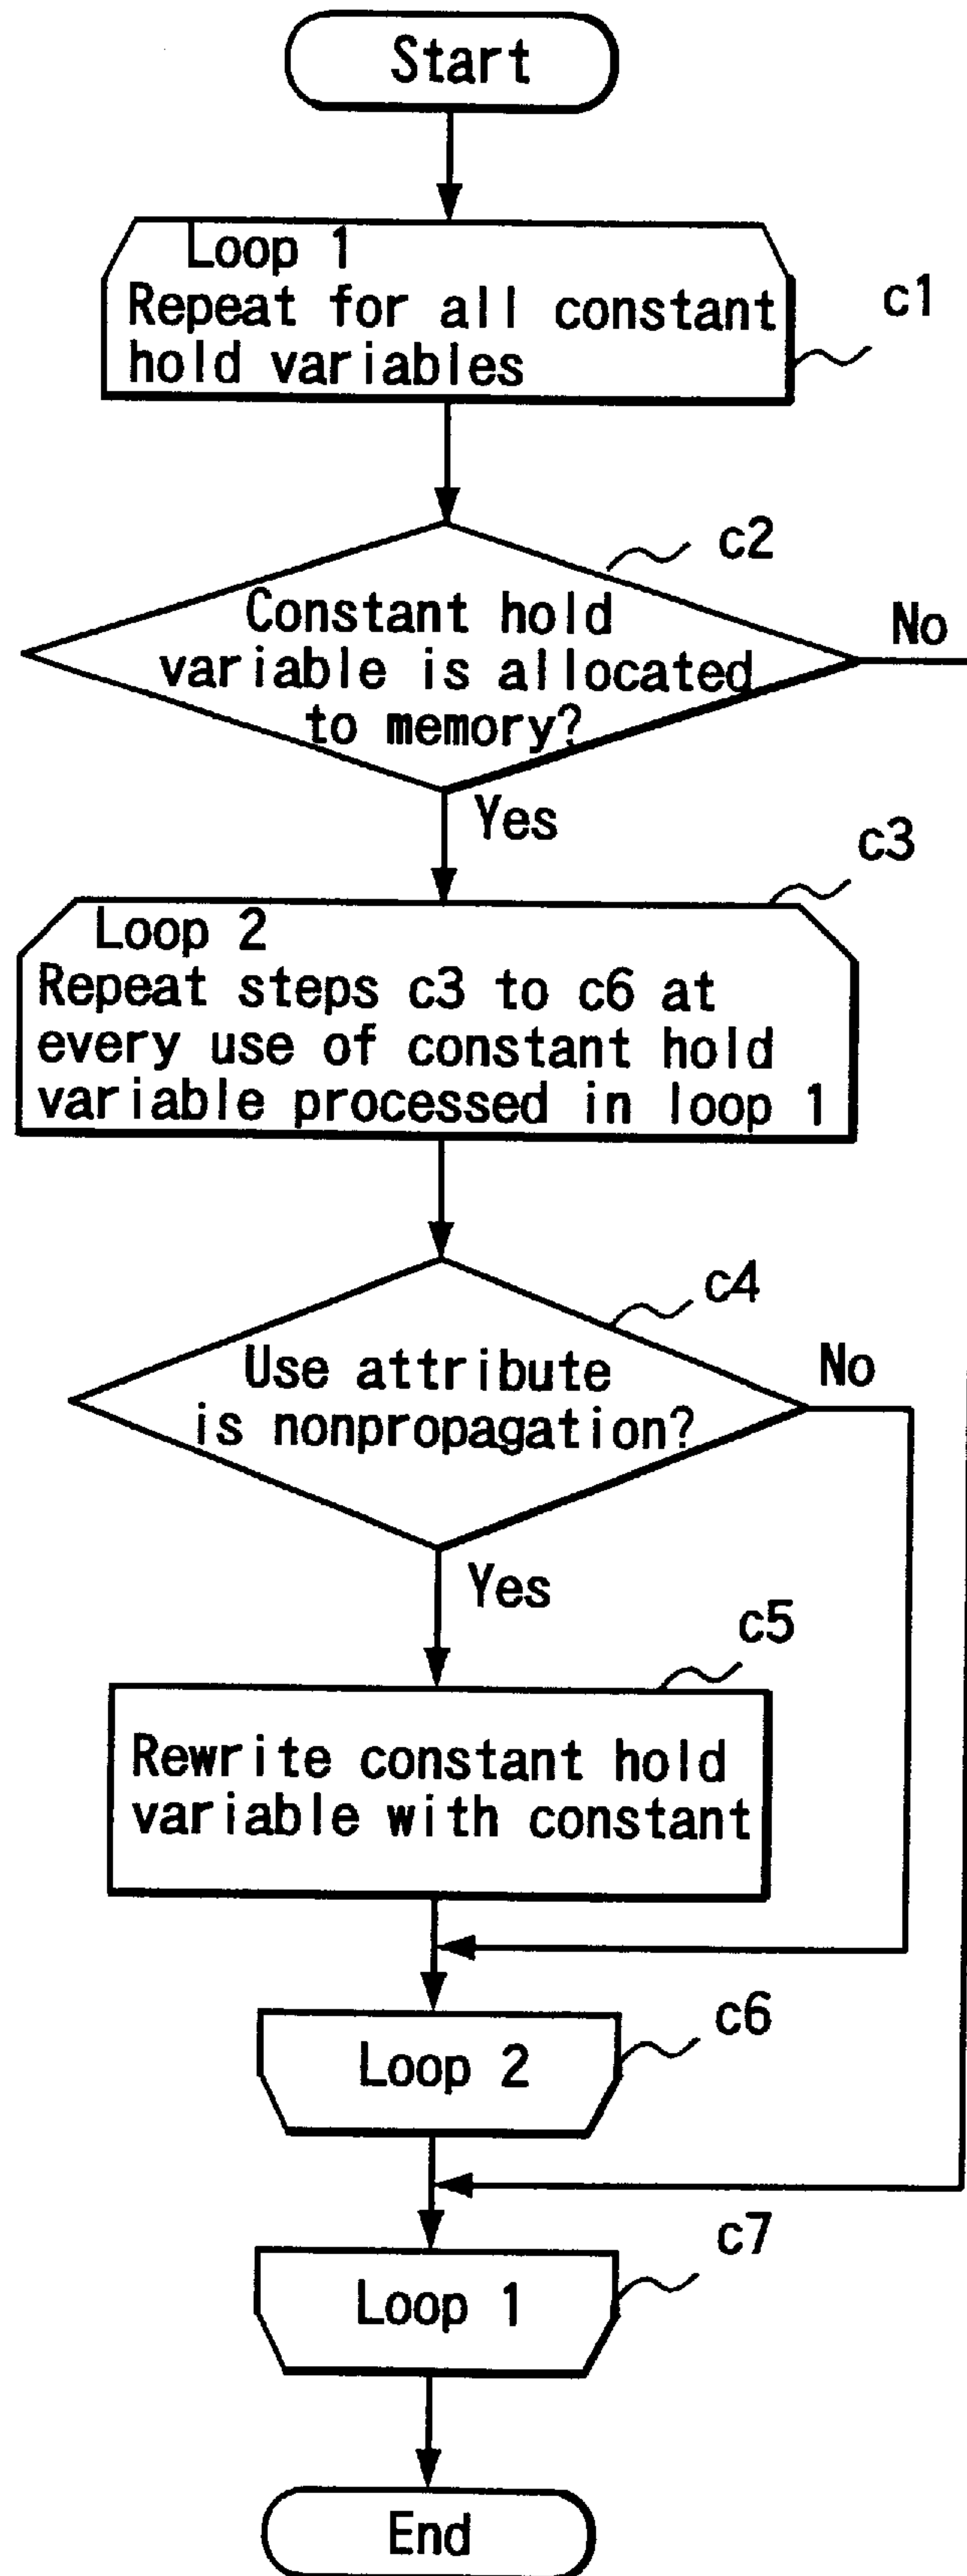 Start
Loop 1
Repeat for all constant
hold variables
c1
c2
Constant hold
variable is allocated
to memory?
No
Yes
c3
Loop 2
Repeat steps c3 to c6 at
every use of constant hold
variable processed in loop 1
c4
Use attribute
is nonpropagation?
No
Yes
c5
Rewrite constant hold
variable with constant
c6
Loop 2
c7
Loop 1
End